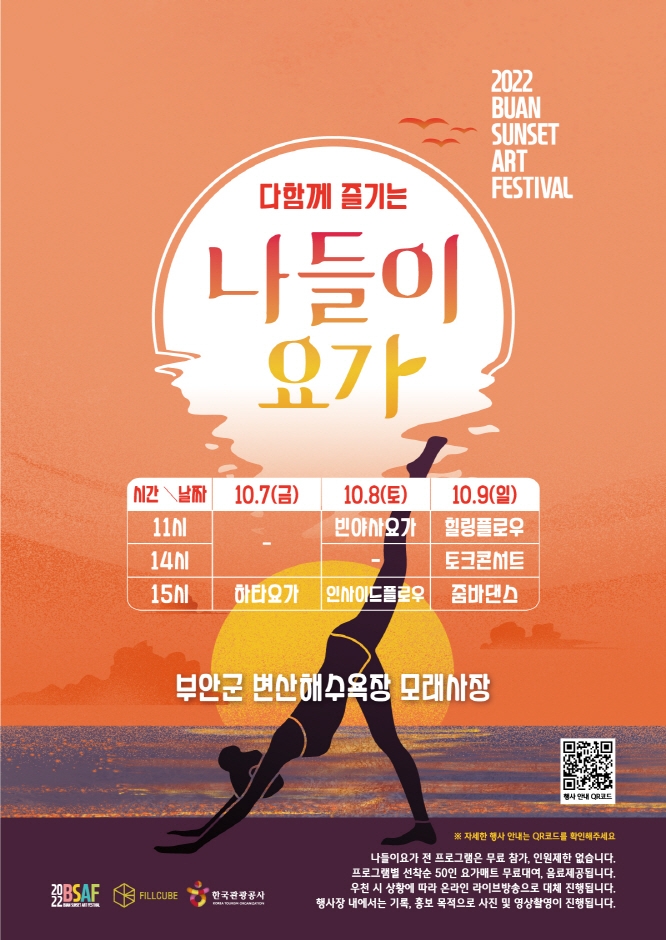 2022
BUAN
SUNSET
ART
FESTIVAL
다함께 즐기는
나들이
요가
시간 \ 날짜 10.7(금) 10.8(토) 10.9(일)
11시 - 빈야사요가 힐링플로우
14시 - 토크콘서트
15시 하타요가 인사이드플로우 줌바댄스
부안군 변산해수욕장 모래사장
행사 안내 QR코드
※ 자세한 행사 안내는 QR코드를 확인해주세요
나들이요가 전 프로그램은 무료 참가, 인원제한 없습니다.
프로그램별 선착순 50인 요가매트 무료대여, 음료제공됩니다.
우천 시 상황에 따라 온라인 라이브방송으로 대체 진행됩니다.
행사장 내에서는 기록, 홍보 목적으로 사진 및 영상촬영이 진행됩니다.
2022 BSAF
BUAN SUNSET ART FESTIVAL
FILLCUBE
한국관광공사
KOREA TOURISM ORGANIZATION